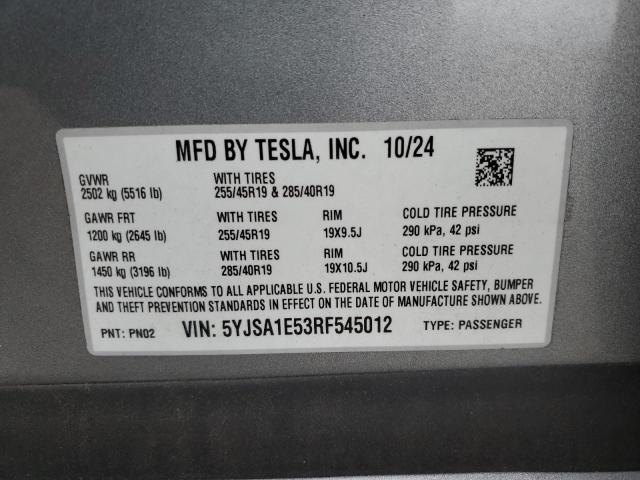 MFD BY TESLA, INC. 10/24
GVWR
2502 kg (5516 lb)
WITH TIRES
255/45R19 & 285/40R19
GAWR FRT
1200 kg (2645 lb)
WITH TIRES
255/45R19
RIM
19X9.5J
COLD TIRE PRESSURE
290 kPa, 42 psi
GAWR RR
1450 kg (3196 lb)
WITH TIRES
285/40R19
RIM
19X10.5J
COLD TIRE PRESSURE
290 kPa, 42 psi
THIS VEHICLE CONFORMS TO ALL APPLICABLE U.S. FEDERAL MOTOR VEHICLE SAFETY, BUMPER
AND THEFT PREVENTION STANDARDS IN EFFECT ON THE DATE OF MANUFACTURE SHOWN ABOVE.
PNT: PN02 VIN: 5YJSA1E53RF545012 TYPE: PASSENGER